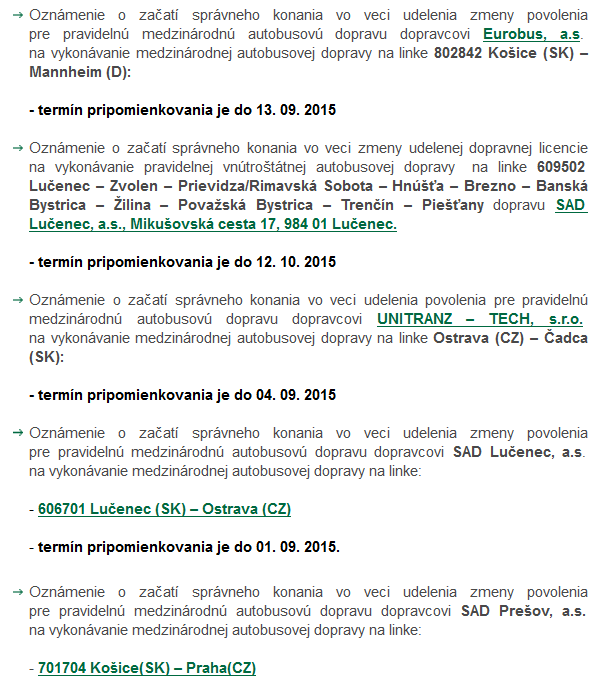 → Oznámenie o začatí správneho konania vo veci udelenia zmeny povolenia
pre pravidelnú medzinárodnú autobusovú dopravu dopravcovi Eurobus, a.s.
na vykonávanie medzinárodnej autobusovej dopravy na linke 802842 Košice (SK) –
Mannheim (D):
- termín pripomienkovania je do 13. 09. 2015
→ Oznámenie o začatí správneho konania vo veci zmeny udelenej dopravnej licencie
na vykonávanie pravidelnej vnútroštátnej autobusovej dopravy na linke 609502
Lučenec – Zvolen – Prievidza/Rimavská Sobota – Hnúšťa – Brezno – Banská
Bystrica – Žilina – Považská Bystrica – Trenčín – Piešťany dopravu SAD
Lučenec, a.s., Mikušovská cesta 17, 984 01 Lučenec.
- termín pripomienkovania je do 12. 10. 2015
→ Oznámenie o začatí správneho konania vo veci udelenia povolenia pre pravidelnú
medzinárodnú autobusovú dopravu dopravcovi UNITRANZ – TECH, s.r.o.
na vykonávanie medzinárodnej autobusovej dopravy na linke Ostrava (CZ) – Čadca
(SK):
- termín pripomienkovania je do 04. 09. 2015
→ Oznámenie o začatí správneho konania vo veci udelenia zmeny povolenia
pre pravidelnú medzinárodnú autobusovú dopravu dopravcovi SAD Lučenec, a.s.
na vykonávanie medzinárodnej autobusovej dopravy na linke:
- 606701 Lučenec (SK) – Ostrava (CZ)
- termín pripomienkovania je do 01. 09. 2015.
→ Oznámenie o začatí správneho konania vo veci udelenia zmeny povolenia
pre pravidelnú medzinárodnú autobusovú dopravu dopravcovi SAD Prešov, a.s.
na vykonávanie medzinárodnej autobusovej dopravy na linke:
- 701704 Košice(SK) – Praha(CZ)